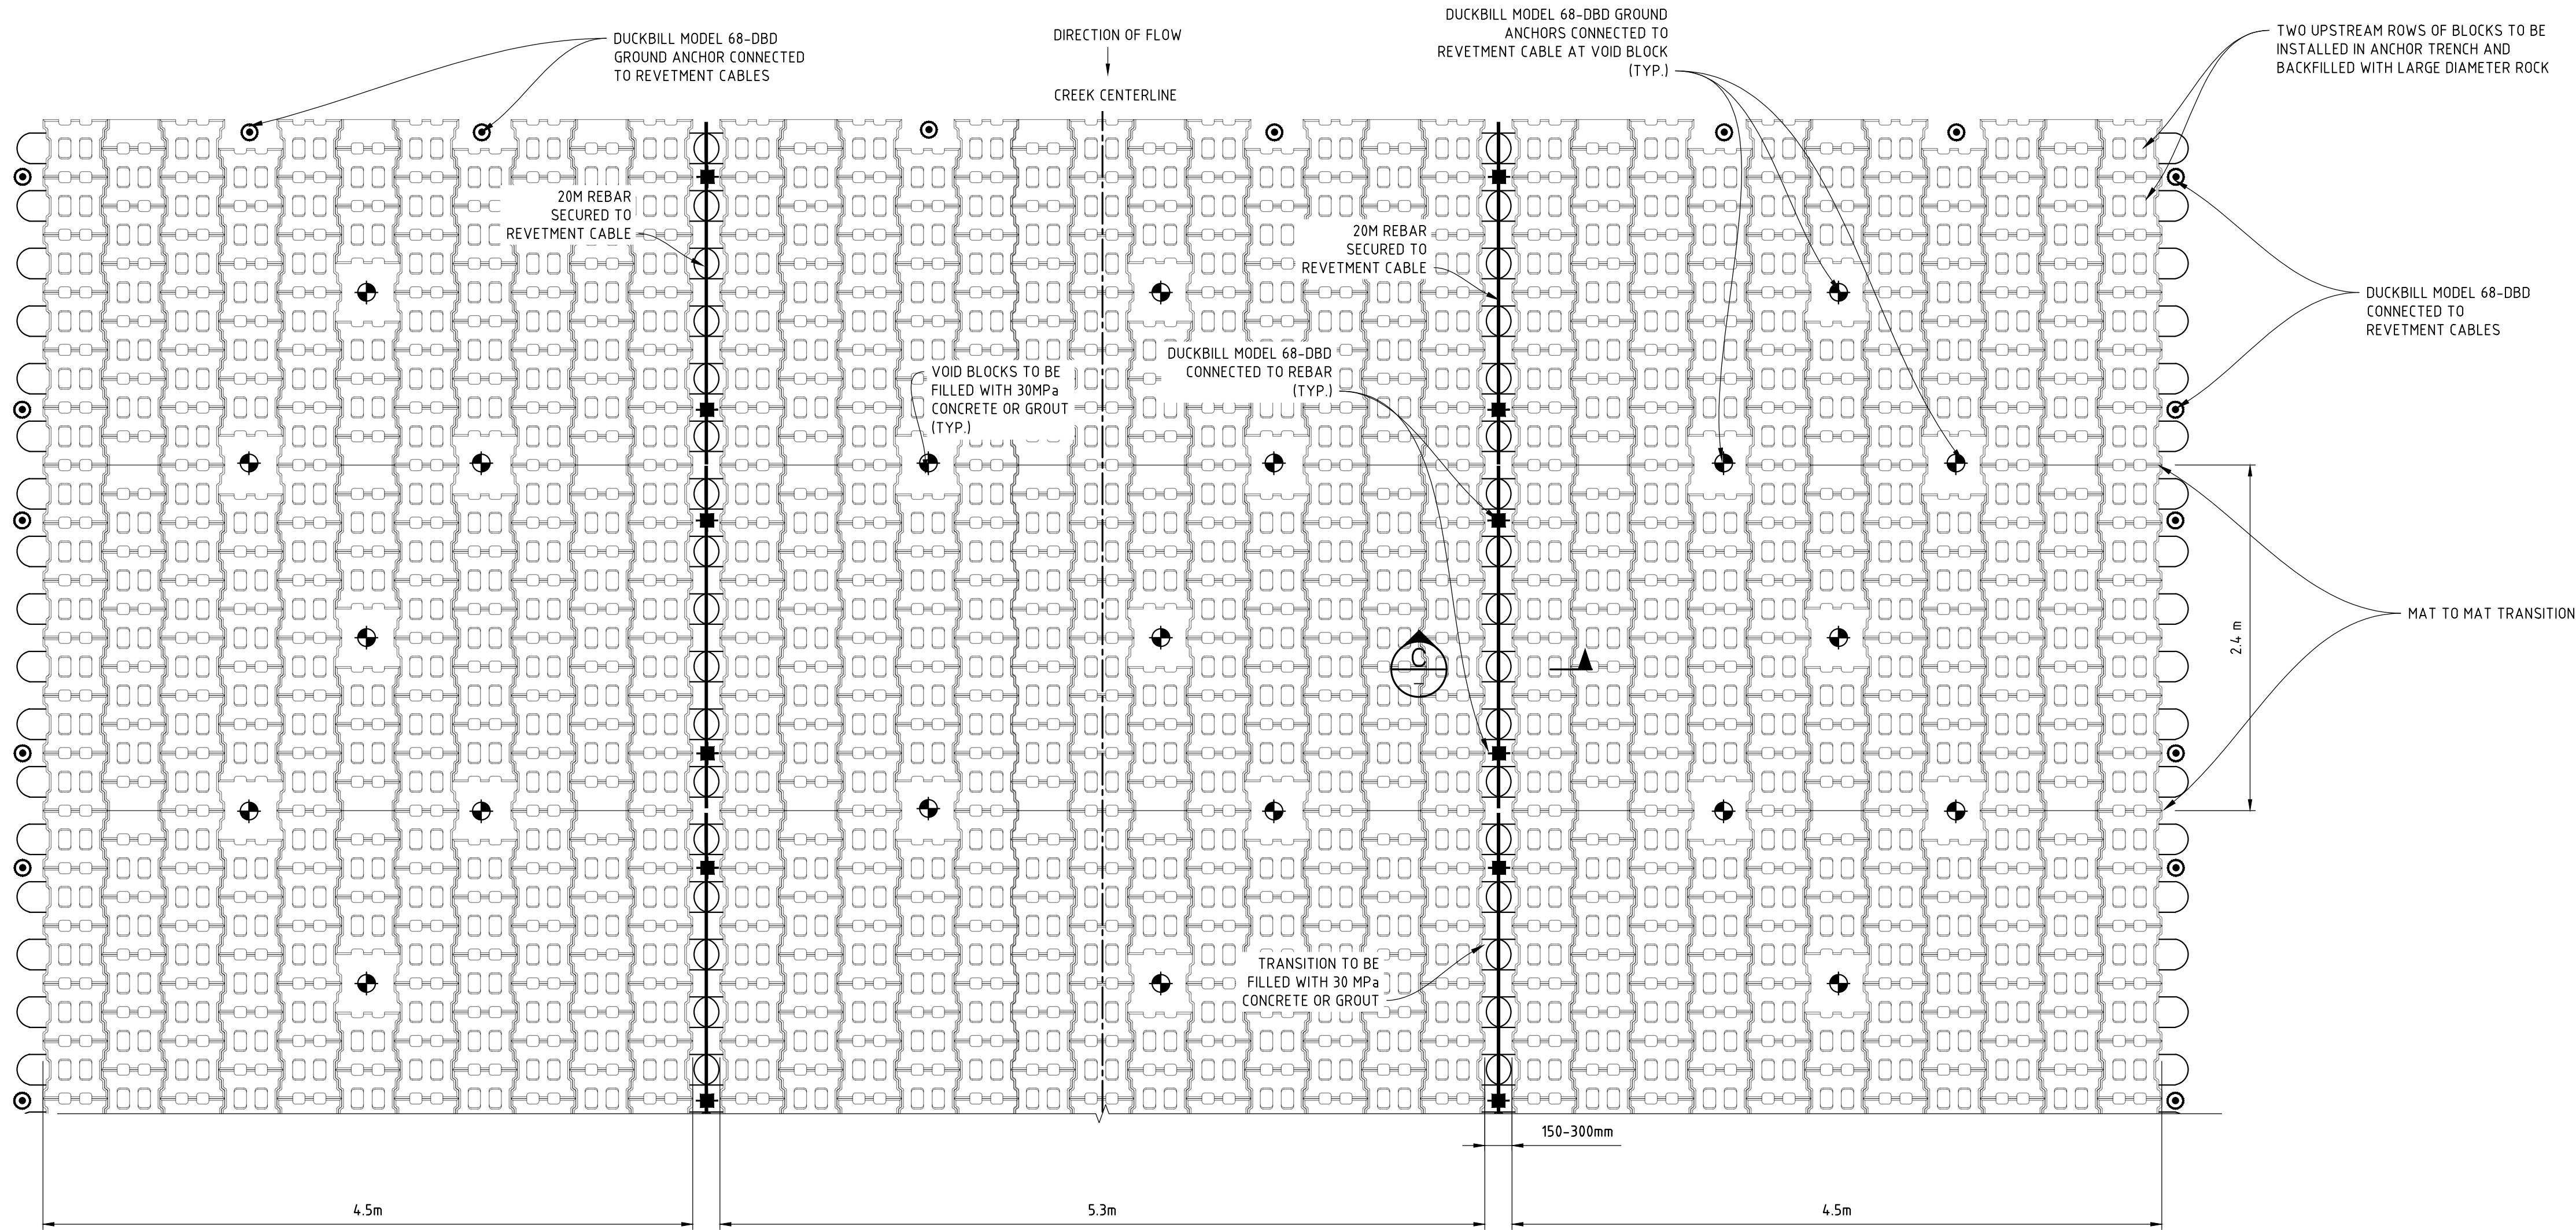 DUCKBILL MODEL 68-DBD
GROUND ANCHOR CONNECTED
TO REVETMENT CABLES
DIRECTION OF FLOW
CREEK CENTERLINE
DUCKBILL MODEL 68-DBD GROUND
ANCHORS CONNECTED TO
REVETMENT CABLE AT VOID BLOCK
(TYP.)
TWO UPSTREAM ROWS OF BLOCKS TO BE
INSTALLED IN ANCHOR TRENCH AND
BACKFILLED WITH LARGE DIAMETER ROCK
20M REBAR
SECURED TO
REVETMENT CABLE
20M REBAR
SECURED TO
REVETMENT CABLE
DUCKBILL MODEL 68-DBD
CONNECTED TO
REVETMENT CABLES
VOID BLOCKS TO BE
FILLED WITH 30MPa
CONCRETE OR GROUT
(TYP.)
DUCKBILL MODEL 68-DBD
CONNECTED TO REBAR
(TYP.)
MAT TO MAT TRANSITION
2.4 m
C
-
TRANSITION TO BE
FILLED WITH 30 MPa
CONCRETE OR GROUT
150-300mm
4.5m
5.3m
4.5m